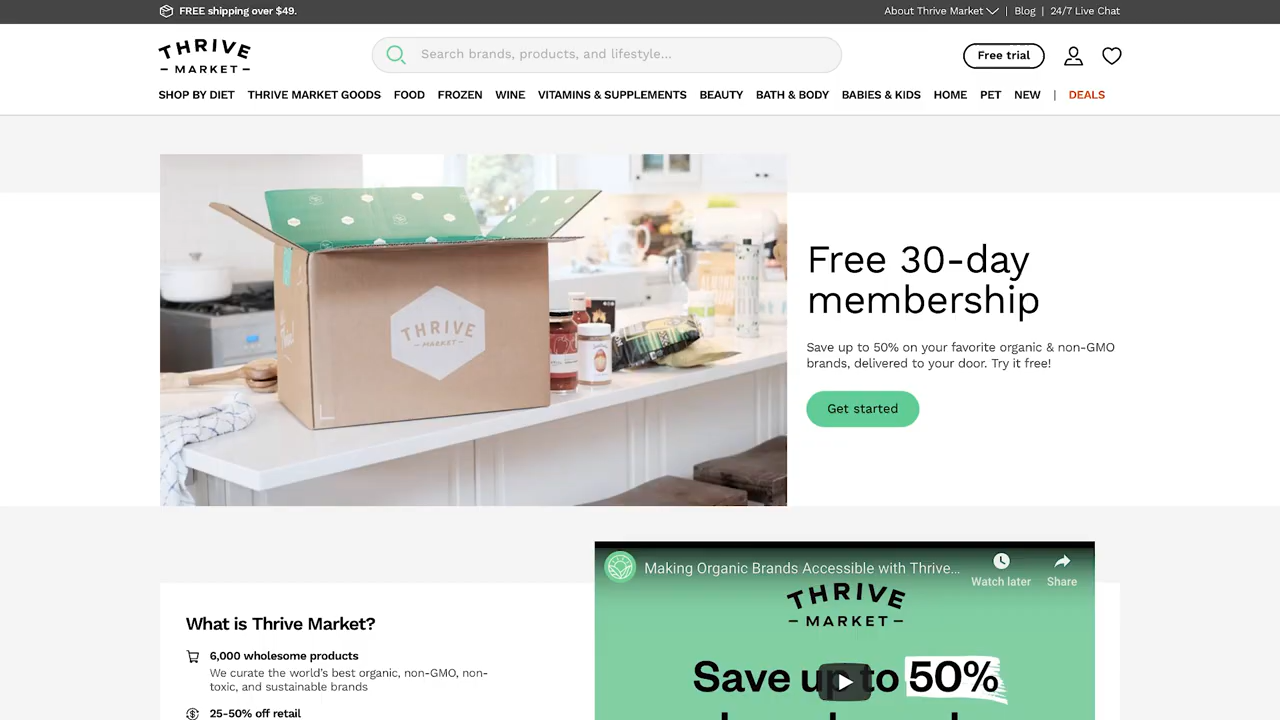 FREE shipping over $49.
About Thrive Market | Blog | 24/7 Live Chat
THRIVE
MARKET
Search brands, products, and lifestyle...
Free trial
SHOP BY DIET THRIVE MARKET GOODS FOOD FROZEN WINE VITAMINS & SUPPLEMENTS BEAUTY BATH & BODY BABIES & KIDS HOME PET NEW | DEALS
THRIVE
MARKET
Free 30-day
membership
Save up to 50% on your favorite organic & non-GMO
brands, delivered to your door. Try it free!
Get started
What is Thrive Market?
6,000 wholesome products
We curate the world's best organic, non-GMO, non-
toxic, and sustainable brands
25-50% off retail
Making Organic Brands Accessible with Thrive...
Watch later
Share
THRIVE
MARKET
Save up to 50%